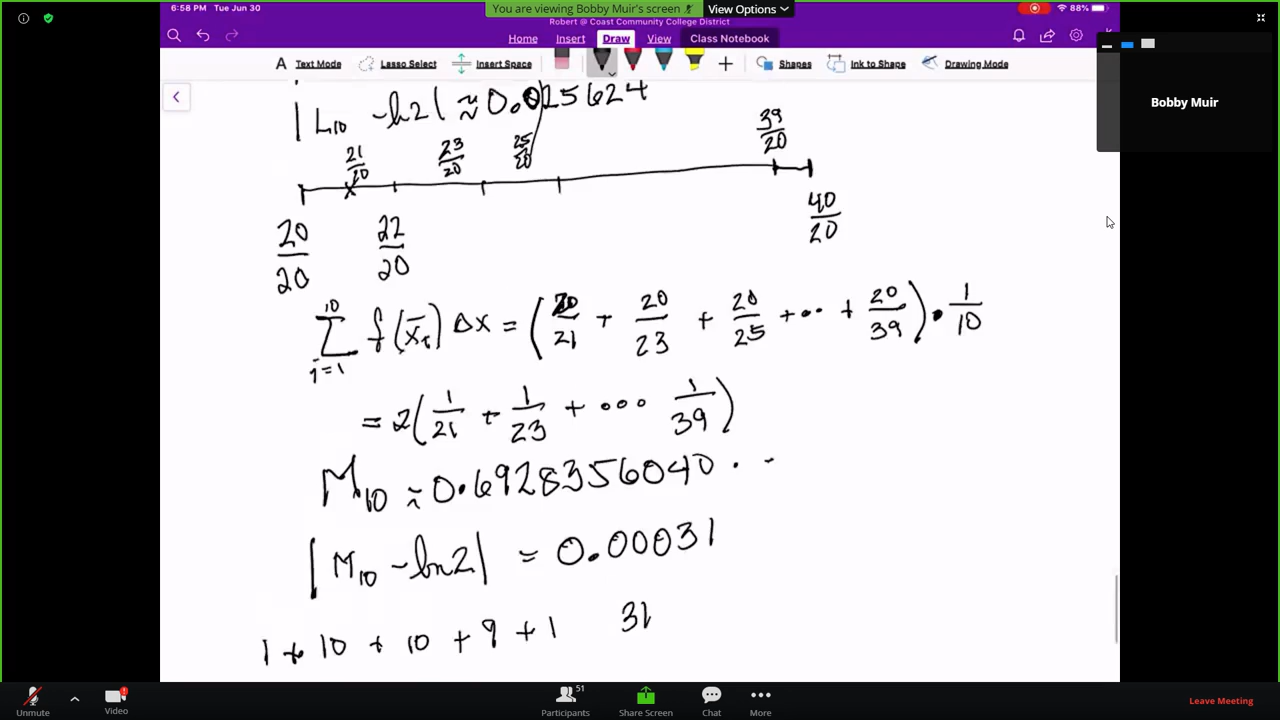 You are viewing Bobby Muir's screen
View Options
6:58 PM Tue Jun 30
88%
Robert @ Coast Community College District
Home Insert Draw View Class Notebook
Text Mode Lasso Select Insert Space Shapes Ink to Shape Drawing Mode
Bobby Muir
|L10 - ln2| ≈ 0.025624
21/20 23/20 25/20 39/20
20/20 22/20 40/20
10 ∑ i=1 f(x̄i) Δx = (20/21 + 20/23 + 20/25 + ·· + 20/39) · 1/10
= 2(1/21 + 1/23 + ··· 1/39)
M10 ≈ 0.6928356040 · -
|M10 - ln2| = 0.00031
1 + 10 + 10 + 9 + 1 31
Unmute Video Participants 51 Share Screen Chat More Leave Meeting